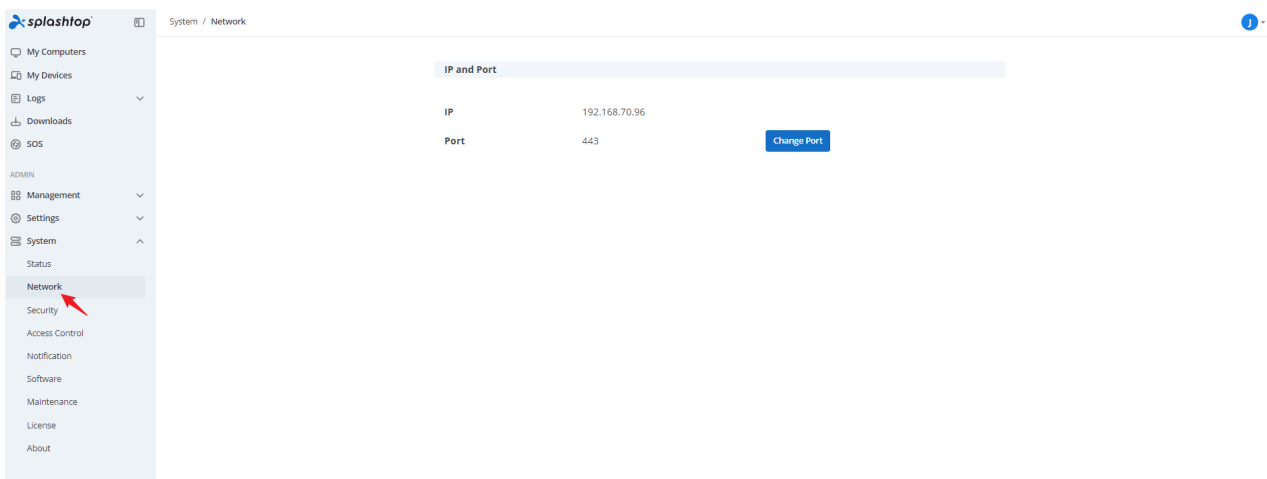 splashtop
System / Network
J
My Computers
My Devices
Logs
Downloads
SOS
ADMIN
Management
Settings
System
Status
Network
Security
Access Control
Notification
Software
Maintenance
License
About
IP and Port
IP 192.168.70.96
Port 443 Change Port